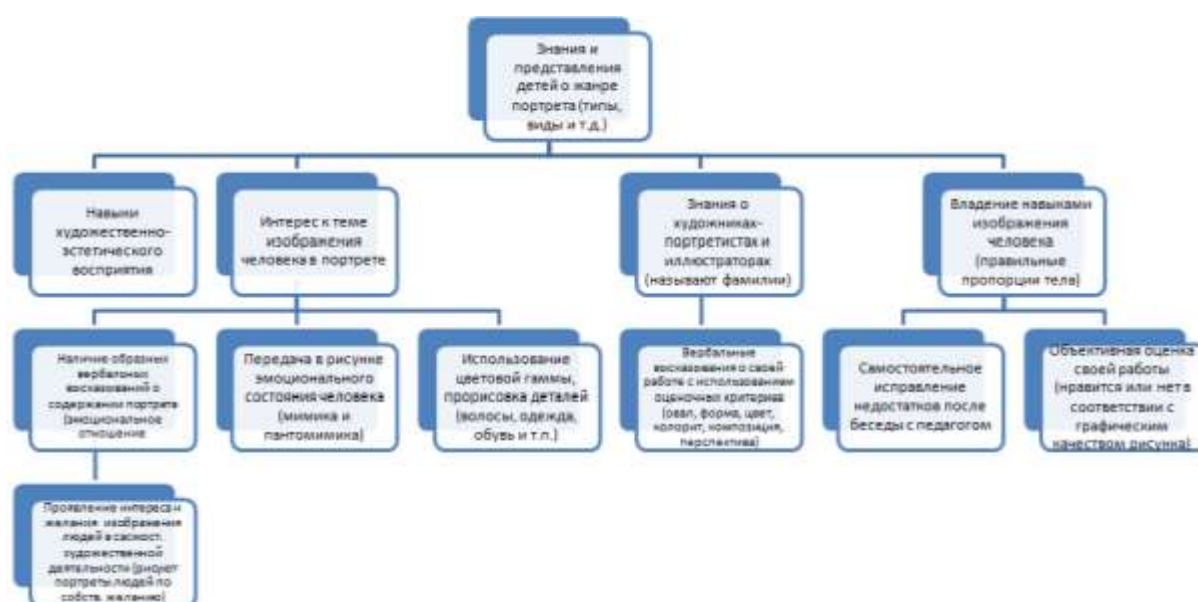 Знания и
представления
детей о жанре
портрета (типы,
виды и т.д.)
Навыки
художественно-
эстетического
восприятия
Интерес к теме
изображения
человека в портрете
Знания о
художниках-
портретистах и
иллюстраторах
(называют фамилии)
Владение навыками
изображения
человека
(правильные
пропорции тела)
Наличие образных
вербальных
высказываний о
содержании портрета
(эмоциональное
отношение
Передача в рисунке
эмоционального
состояния человека
(мимика и
пантомимика)
Использование
цветовой гаммы,
прорисовка деталей
(волосы, одежда,
обувь и т.п.)
Вербальные
высказывания о своей
работе с использованием
оценочных критериев
(овал, форма, цвет,
колорит, композиция,
перспектива)
Самостоятельное
исправление
недостатков после
беседы с педагогом
Объективная оценка
своей работы
(нравится или нет в
соответствии с
графическим
качеством рисунка)
Проявление интереса и
желания изображения
людей в самост.
художественной
деятельности (рисуют
портреты людей по
собств. желанию)